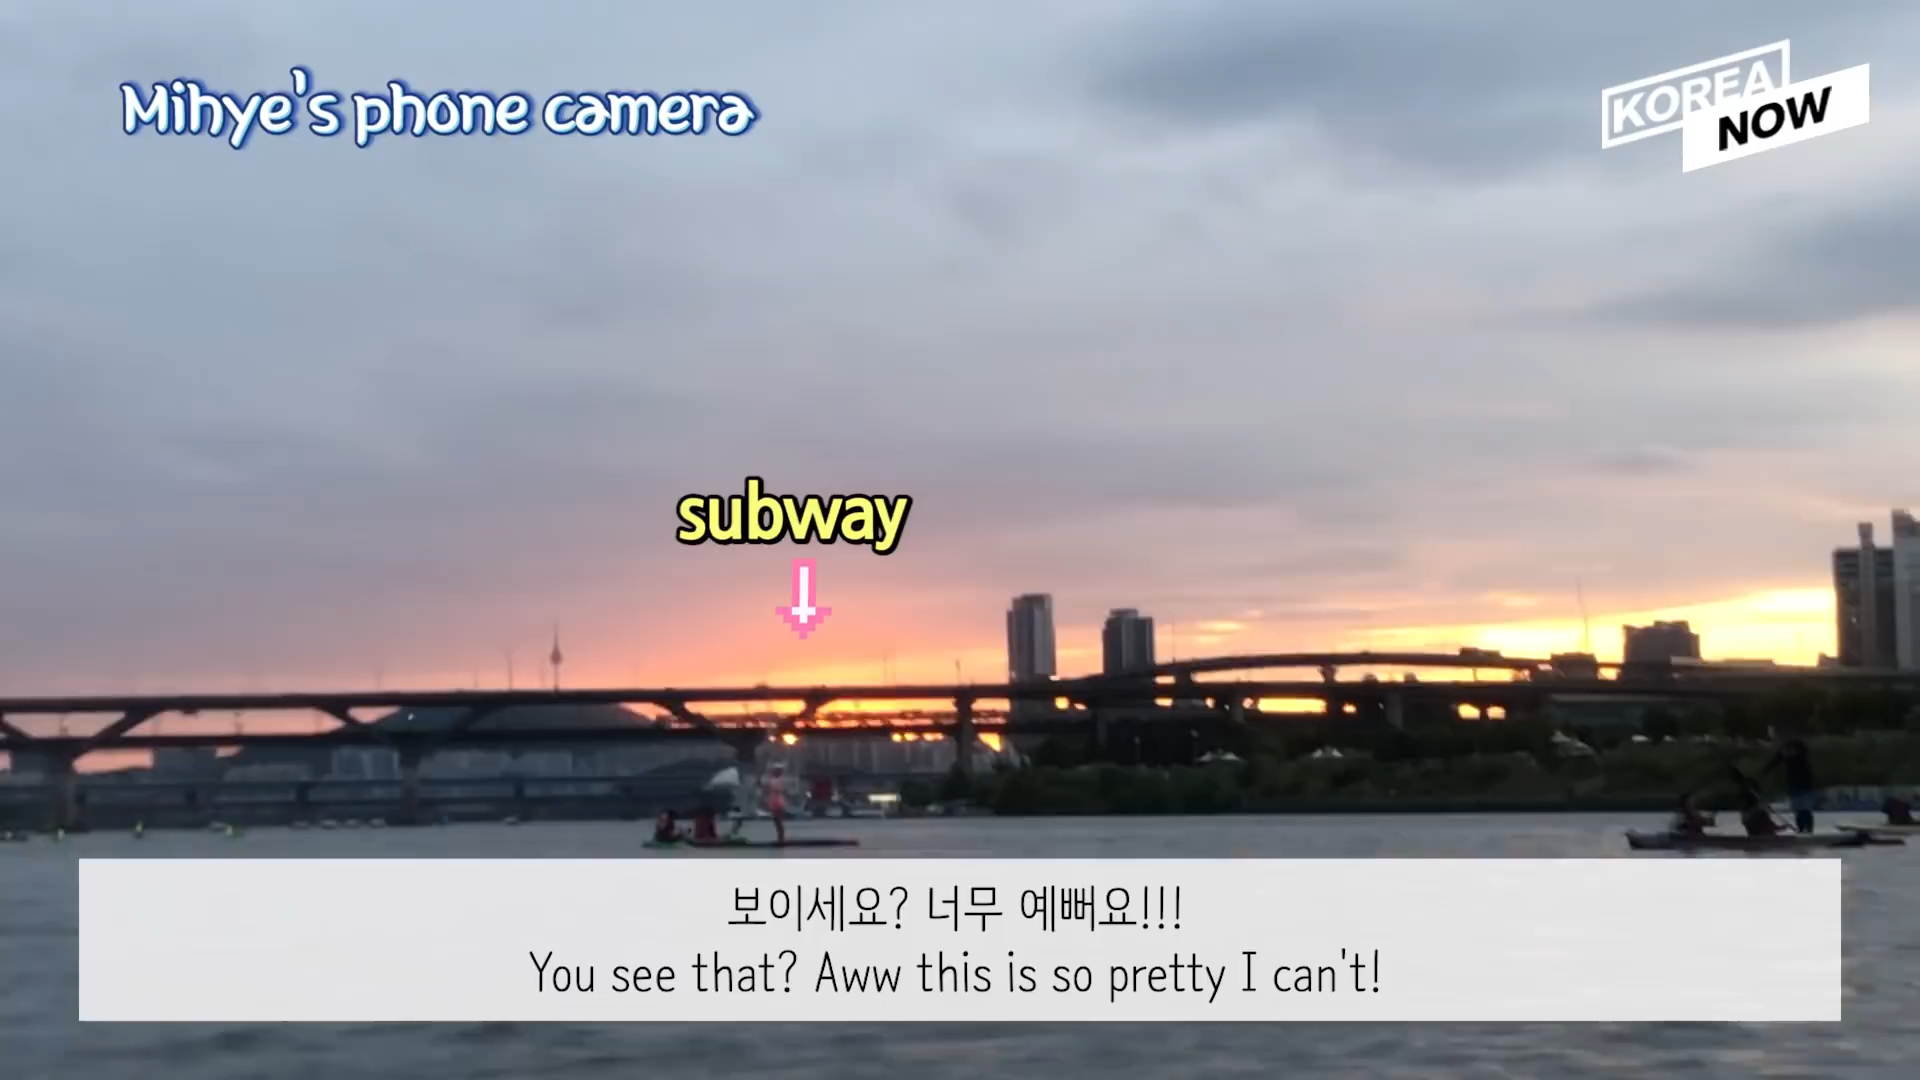 Mihye's phone camera
KOREA
NOW
subway
보이세요? 너무 예뻐요!!!
You see that? Aww this is so pretty I can't!